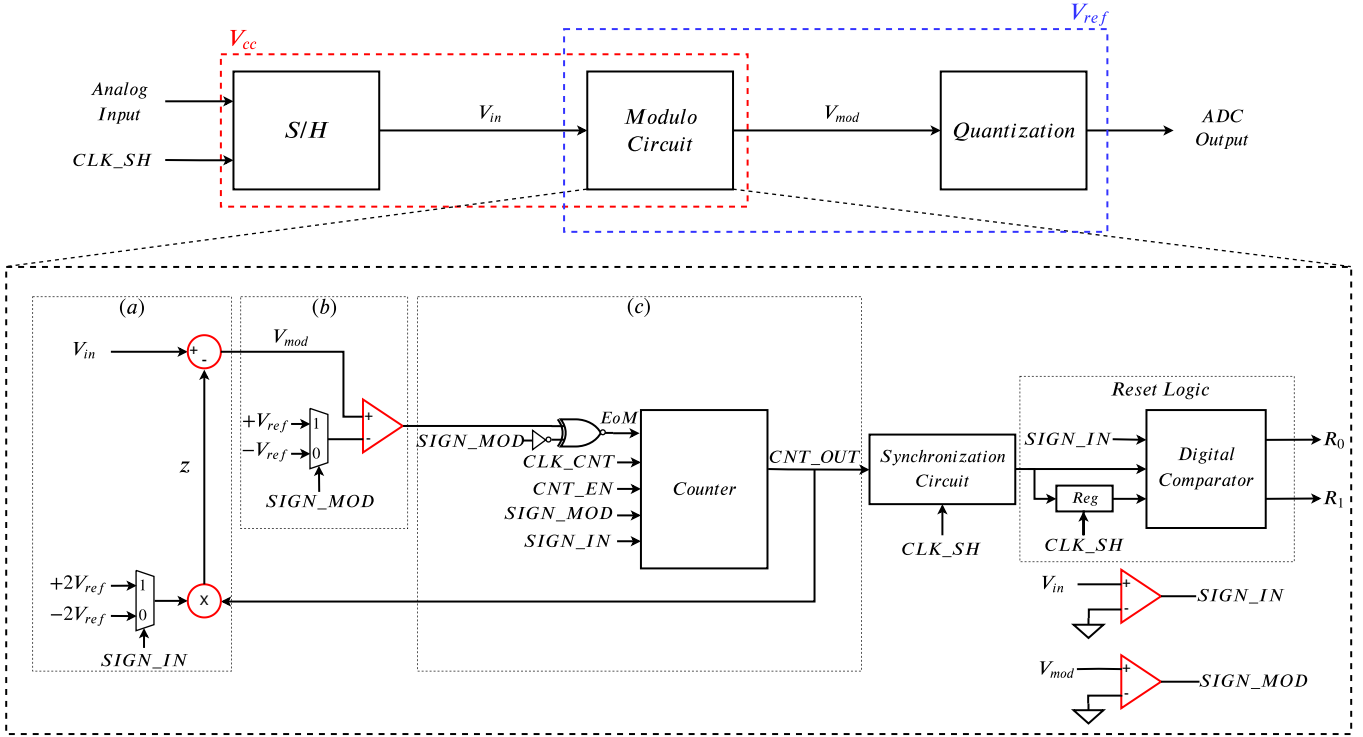 V_cc
V_ref
Analog
Input
CLK_SH
S/H
V_in
Modulo
Circuit
V_mod
Quantization
ADC
Output
(a)
(b)
(c)
V_in
+
-
V_mod
z
+V_ref
1
-V_ref
0
SIGN_MOD
+
-
SIGN_MOD
EoM
CLK_CNT
CNT_EN
SIGN_MOD
SIGN_IN
Counter
CNT_OUT
+2V_ref
1
−2V_ref
0
SIGN_IN
x
Synchronization
Circuit
CLK_SH
Reset Logic
SIGN_IN
Reg
CLK_SH
Digital
Comparator
R_0
R_1
V_in
+
-
SIGN_IN
V_mod
+
-
SIGN_MOD